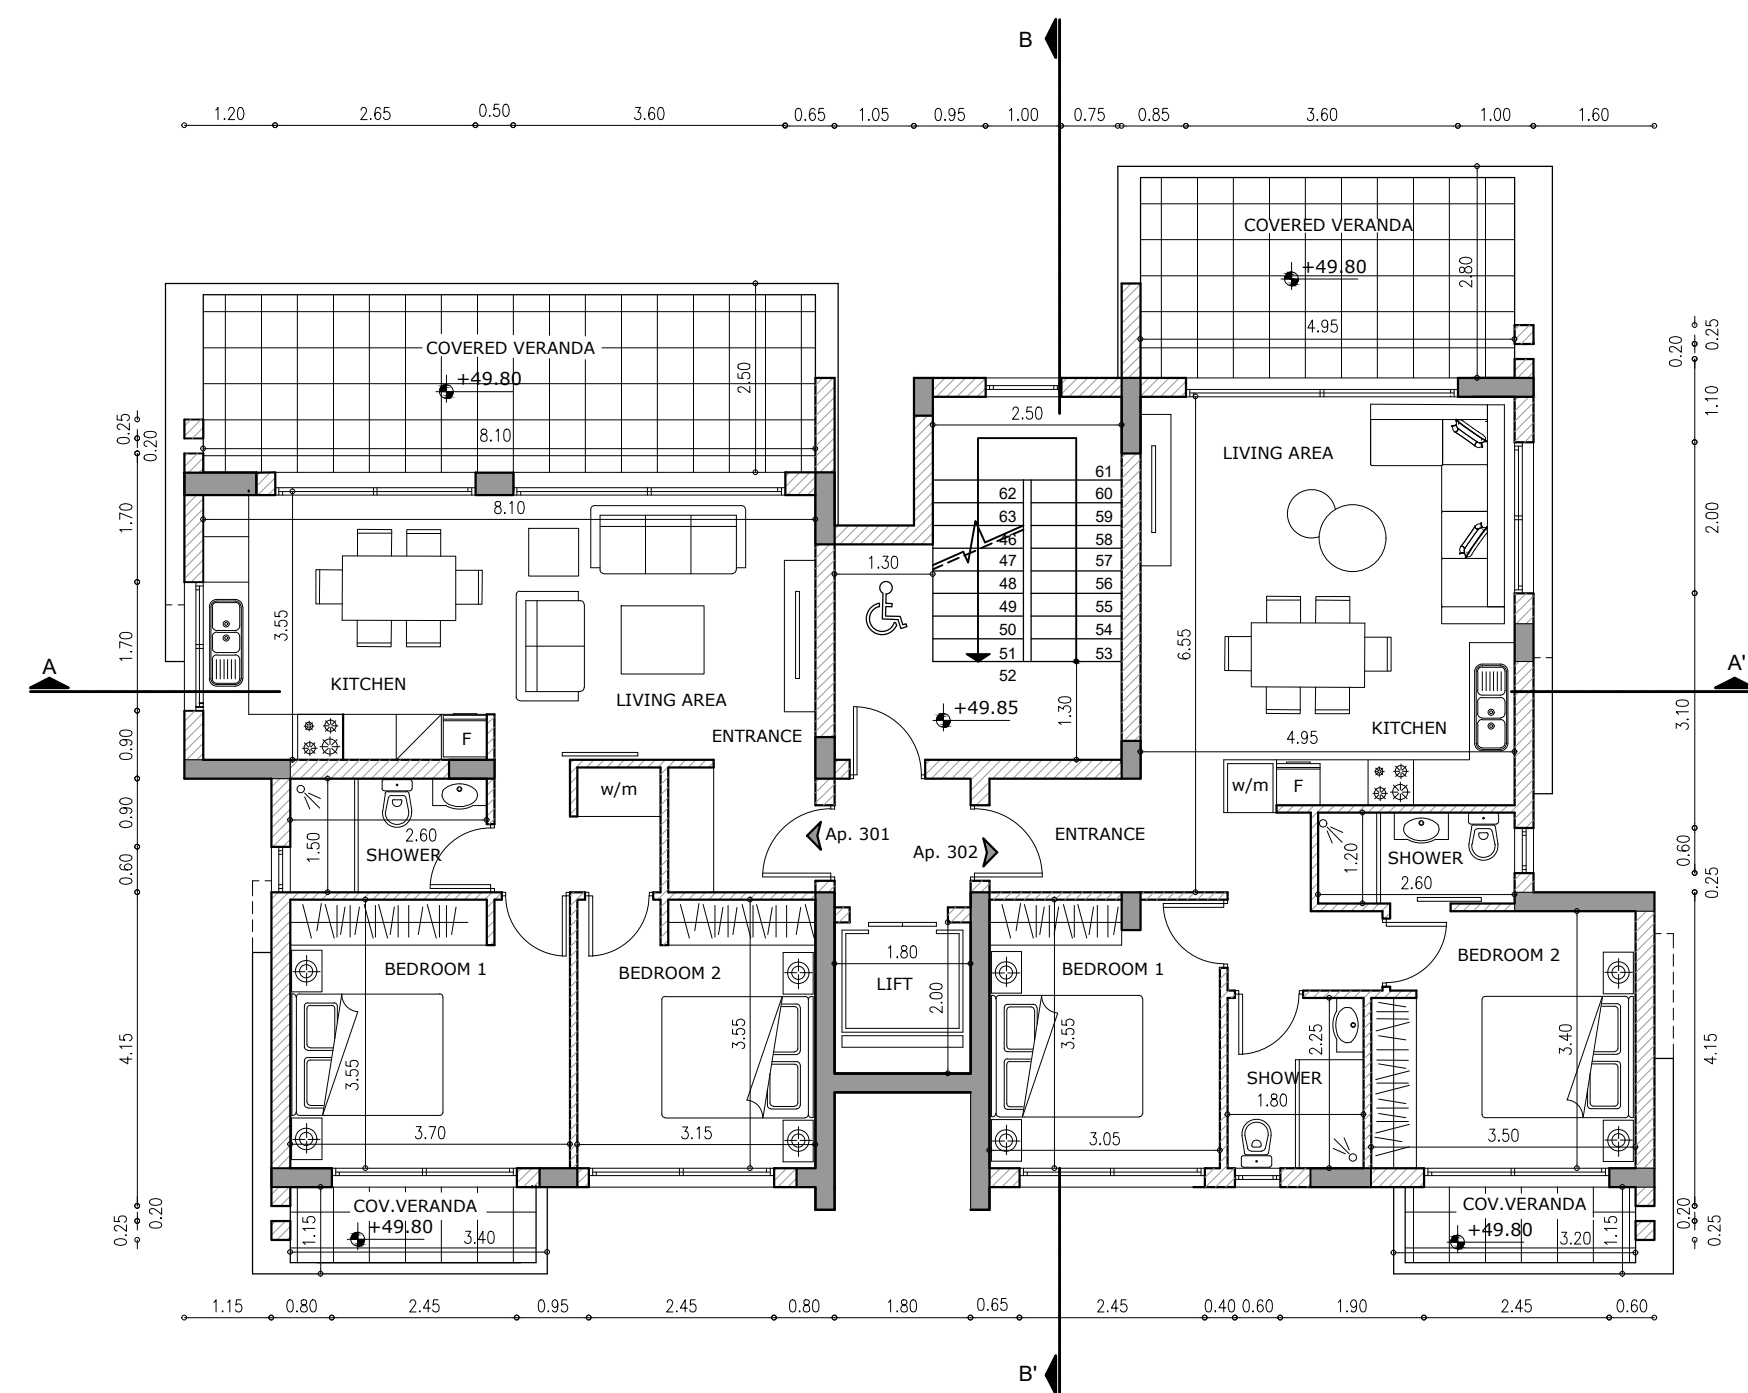 B
1.20 2.65 0.50 3.60 0.65 1.05 0.95 1.00 0.75 0.85 3.60 1.00 1.60
COVERED VERANDA
+49.80
2.80
4.95
COVERED VERANDA
+49.80
2.50
8.10
0.25
0.20
0.20
0.25
1.10
2.50
LIVING AREA
8.10
1.70
2.00
61
62 60
63 59
46 58
47 57
48 56
49 55
50 54
51 53
52
1.30
3.55
6.55
1.70
A
KITCHEN
LIVING AREA
ENTRANCE
F
+49.85
1.30
A'
3.10
KITCHEN
4.95
0.90
w/m
w/m
F
0.90
2.60
1.50
SHOWER
Ap. 301
Ap. 302
ENTRANCE
1.20
SHOWER
2.60
0.60
0.60
0.25
BEDROOM 1
BEDROOM 2
1.80
LIFT
2.00
BEDROOM 1
BEDROOM 2
3.55
3.55
3.55
2.25
3.40
SHOWER
1.80
4.15
4.15
3.70
3.15
3.05
3.50
COV.VERANDA
+49.80
1.15
3.40
COV.VERANDA
+49.80
3.20
1.15
0.20
0.25
0.20
0.25
1.15 0.80 2.45 0.95 2.45 0.80 1.80 0.65 2.45 0.40 0.60 1.90 2.45 0.60
B'